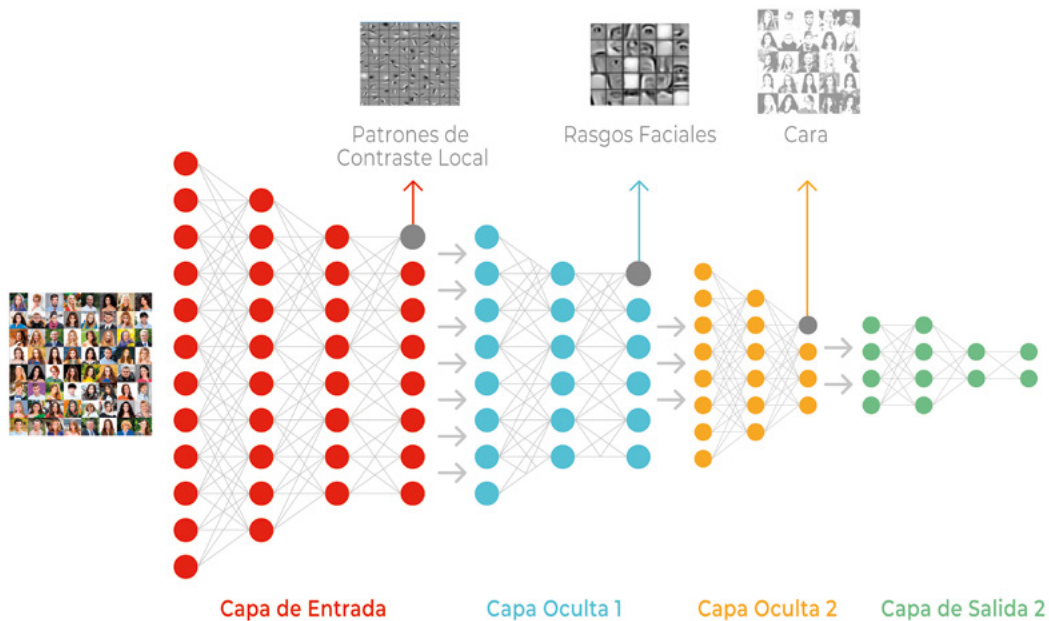 Patrones de
Contraste Local
Rasgos Faciales
Cara
Capa de Entrada
Capa Oculta 1
Capa Oculta 2
Capa de Salida 2